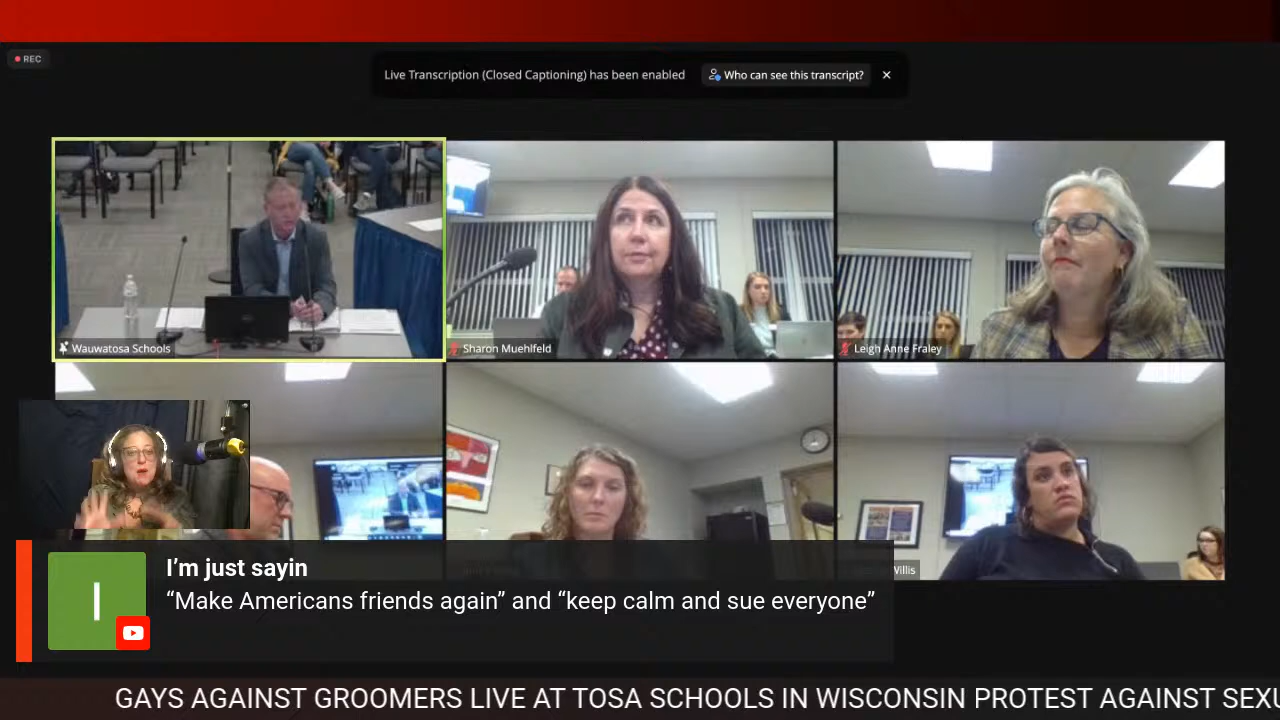 REC
Live Transcription (Closed Captioning) has been enabled
Who can see this transcript?
Wauwatosa Schools
Sharon Muehlfeld
Leigh Anne Fraley
Willis
I
I’m just sayin
“Make Americans friends again” and “keep calm and sue everyone”
GAYS AGAINST GROOMERS LIVE AT TOSA SCHOOLS IN WISCONSIN PROTEST AGAINST SEXU